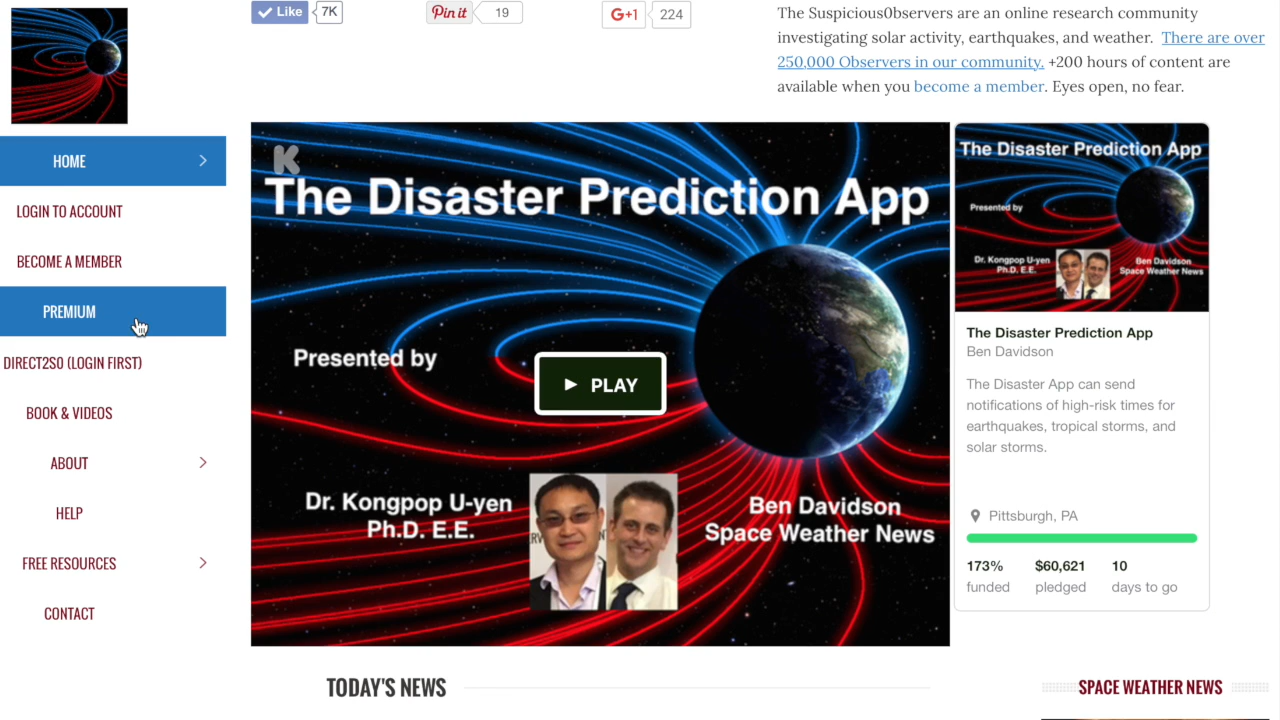 Like
7K
Pin it
19
G+1
224
The Suspicious0bservers are an online research community
investigating solar activity, earthquakes, and weather. There are over
250,000 Observers in our community. +200 hours of content are
available when you become a member. Eyes open, no fear.
HOME
LOGIN TO ACCOUNT
BECOME A MEMBER
PREMIUM
DIRECT2SO (LOGIN FIRST)
BOOK & VIDEOS
ABOUT
HELP
FREE RESOURCES
CONTACT
K
The Disaster Prediction App
Presented by
PLAY
Dr. Kongpop U-yen
Ph.D. E.E.
Ben Davidson
Space Weather News
The Disaster Prediction App
Presented by
Dr. Kongpop U-yen
Ph.D. E.E.
Ben Davidson
Space Weather News
The Disaster Prediction App
Ben Davidson
The Disaster App can send
notifications of high-risk times for
earthquakes, tropical storms, and
solar storms.
Pittsburgh, PA
173% $60,621 10
funded pledged days to go
TODAY'S NEWS
SPACE WEATHER NEWS